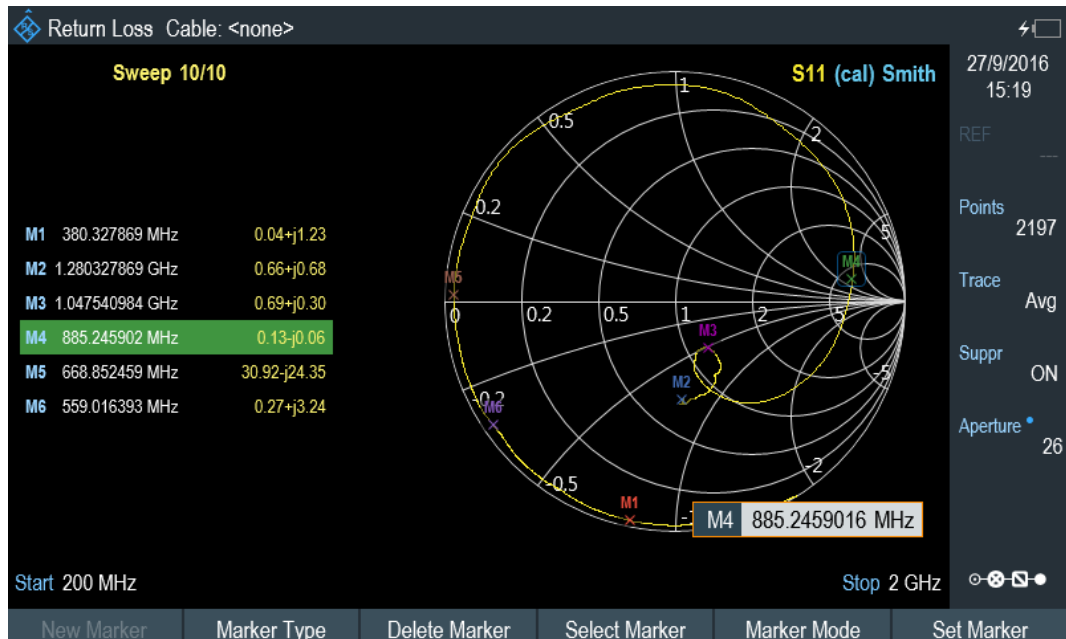 Return Loss Cable: <none>
Sweep 10/10
S11 (cal) Smith
27/9/2016
15:19
REF
---
Points
2197
Trace
Avg
Suppr
ON
Aperture
26
M1 380.327869 MHz 0.04+j1.23
M2 1.280327869 GHz 0.66+j0.68
M3 1.047540984 GHz 0.69+j0.30
M4 885.245902 MHz 0.13-j0.06
M5 668.852459 MHz 30.92-j24.35
M6 559.016393 MHz 0.27+j3.24
1
0.5
2
0.2
5
M4
M5
0 0.2 0.5 1 2 5
M3
-5
M2
-0.2
M6
-2
-0.5
M1
M4 885.2459016 MHz
Start 200 MHz
Stop 2 GHz
New Marker Marker Type Delete Marker Select Marker Marker Mode Set Marker